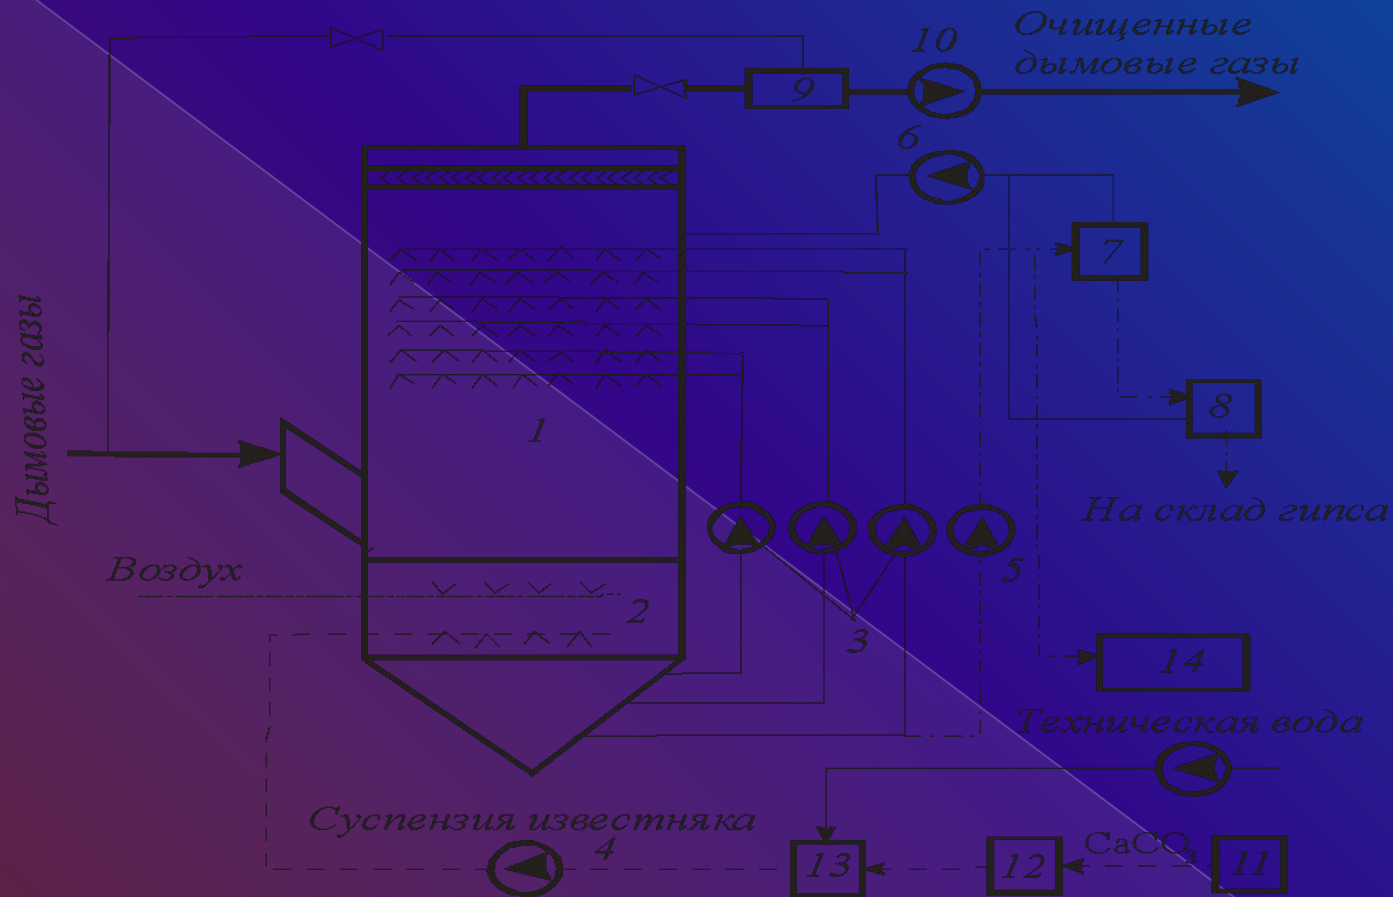 10
Очищенные
дымовые газы
9
6
7
Дымовые газы
8
1
На склад гипса
Воздух
5
2
3
14
Техническая вода
Суспензия известняка
4
CaCO3
13
12
11